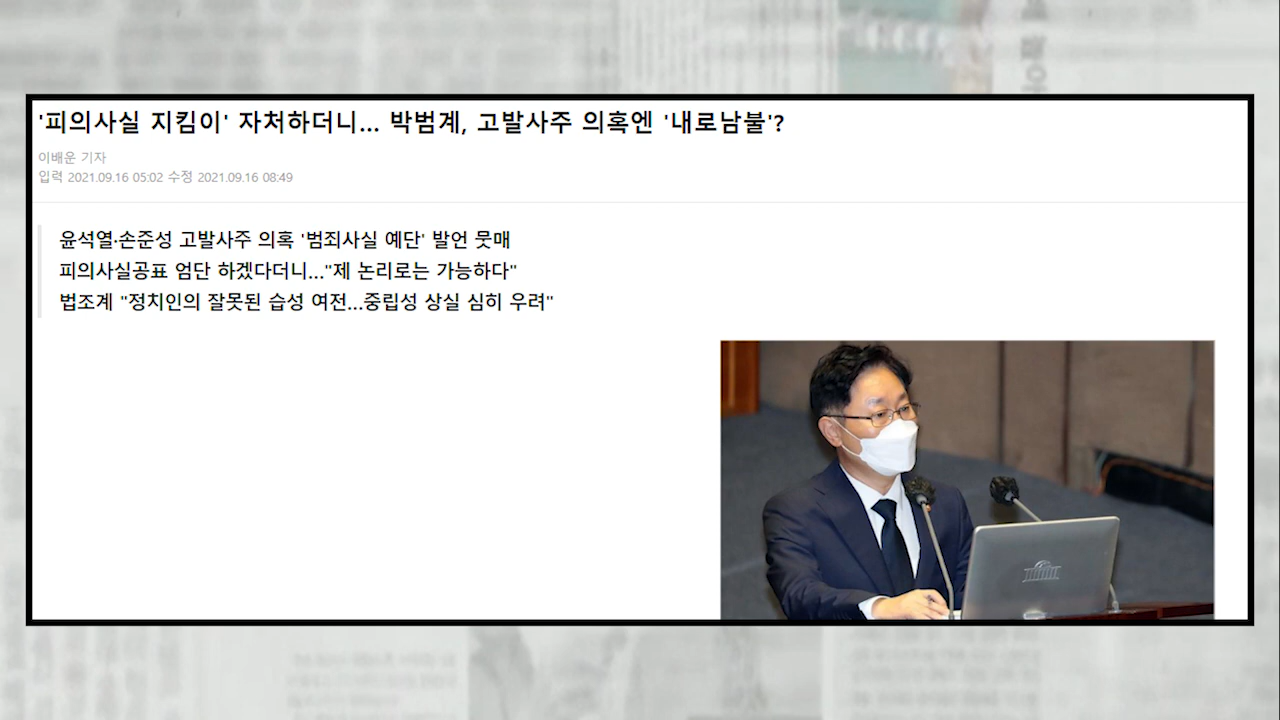 '피의사실 지킴이' 자처하더니... 박범계, 고발사주 의혹엔 '내로남불'?
이배운 기자
입력 2021.09.16 05:02 수정 2021.09.16 08:49
윤석열·손준성 고발사주 의혹 '범죄사실 예단' 발언 뭇매
피의사실공표 엄단 하겠다더니..."제 논리로는 가능하다"
법조계 "정치인의 잘못된 습성 여전...중립성 상실 심히 우려"